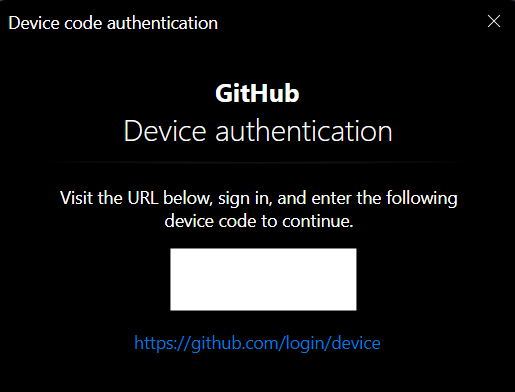 Device code authentication
GitHub
Device authentication
Visit the URL below, sign in, and enter the following
device code to continue.
https://github.com/login/device